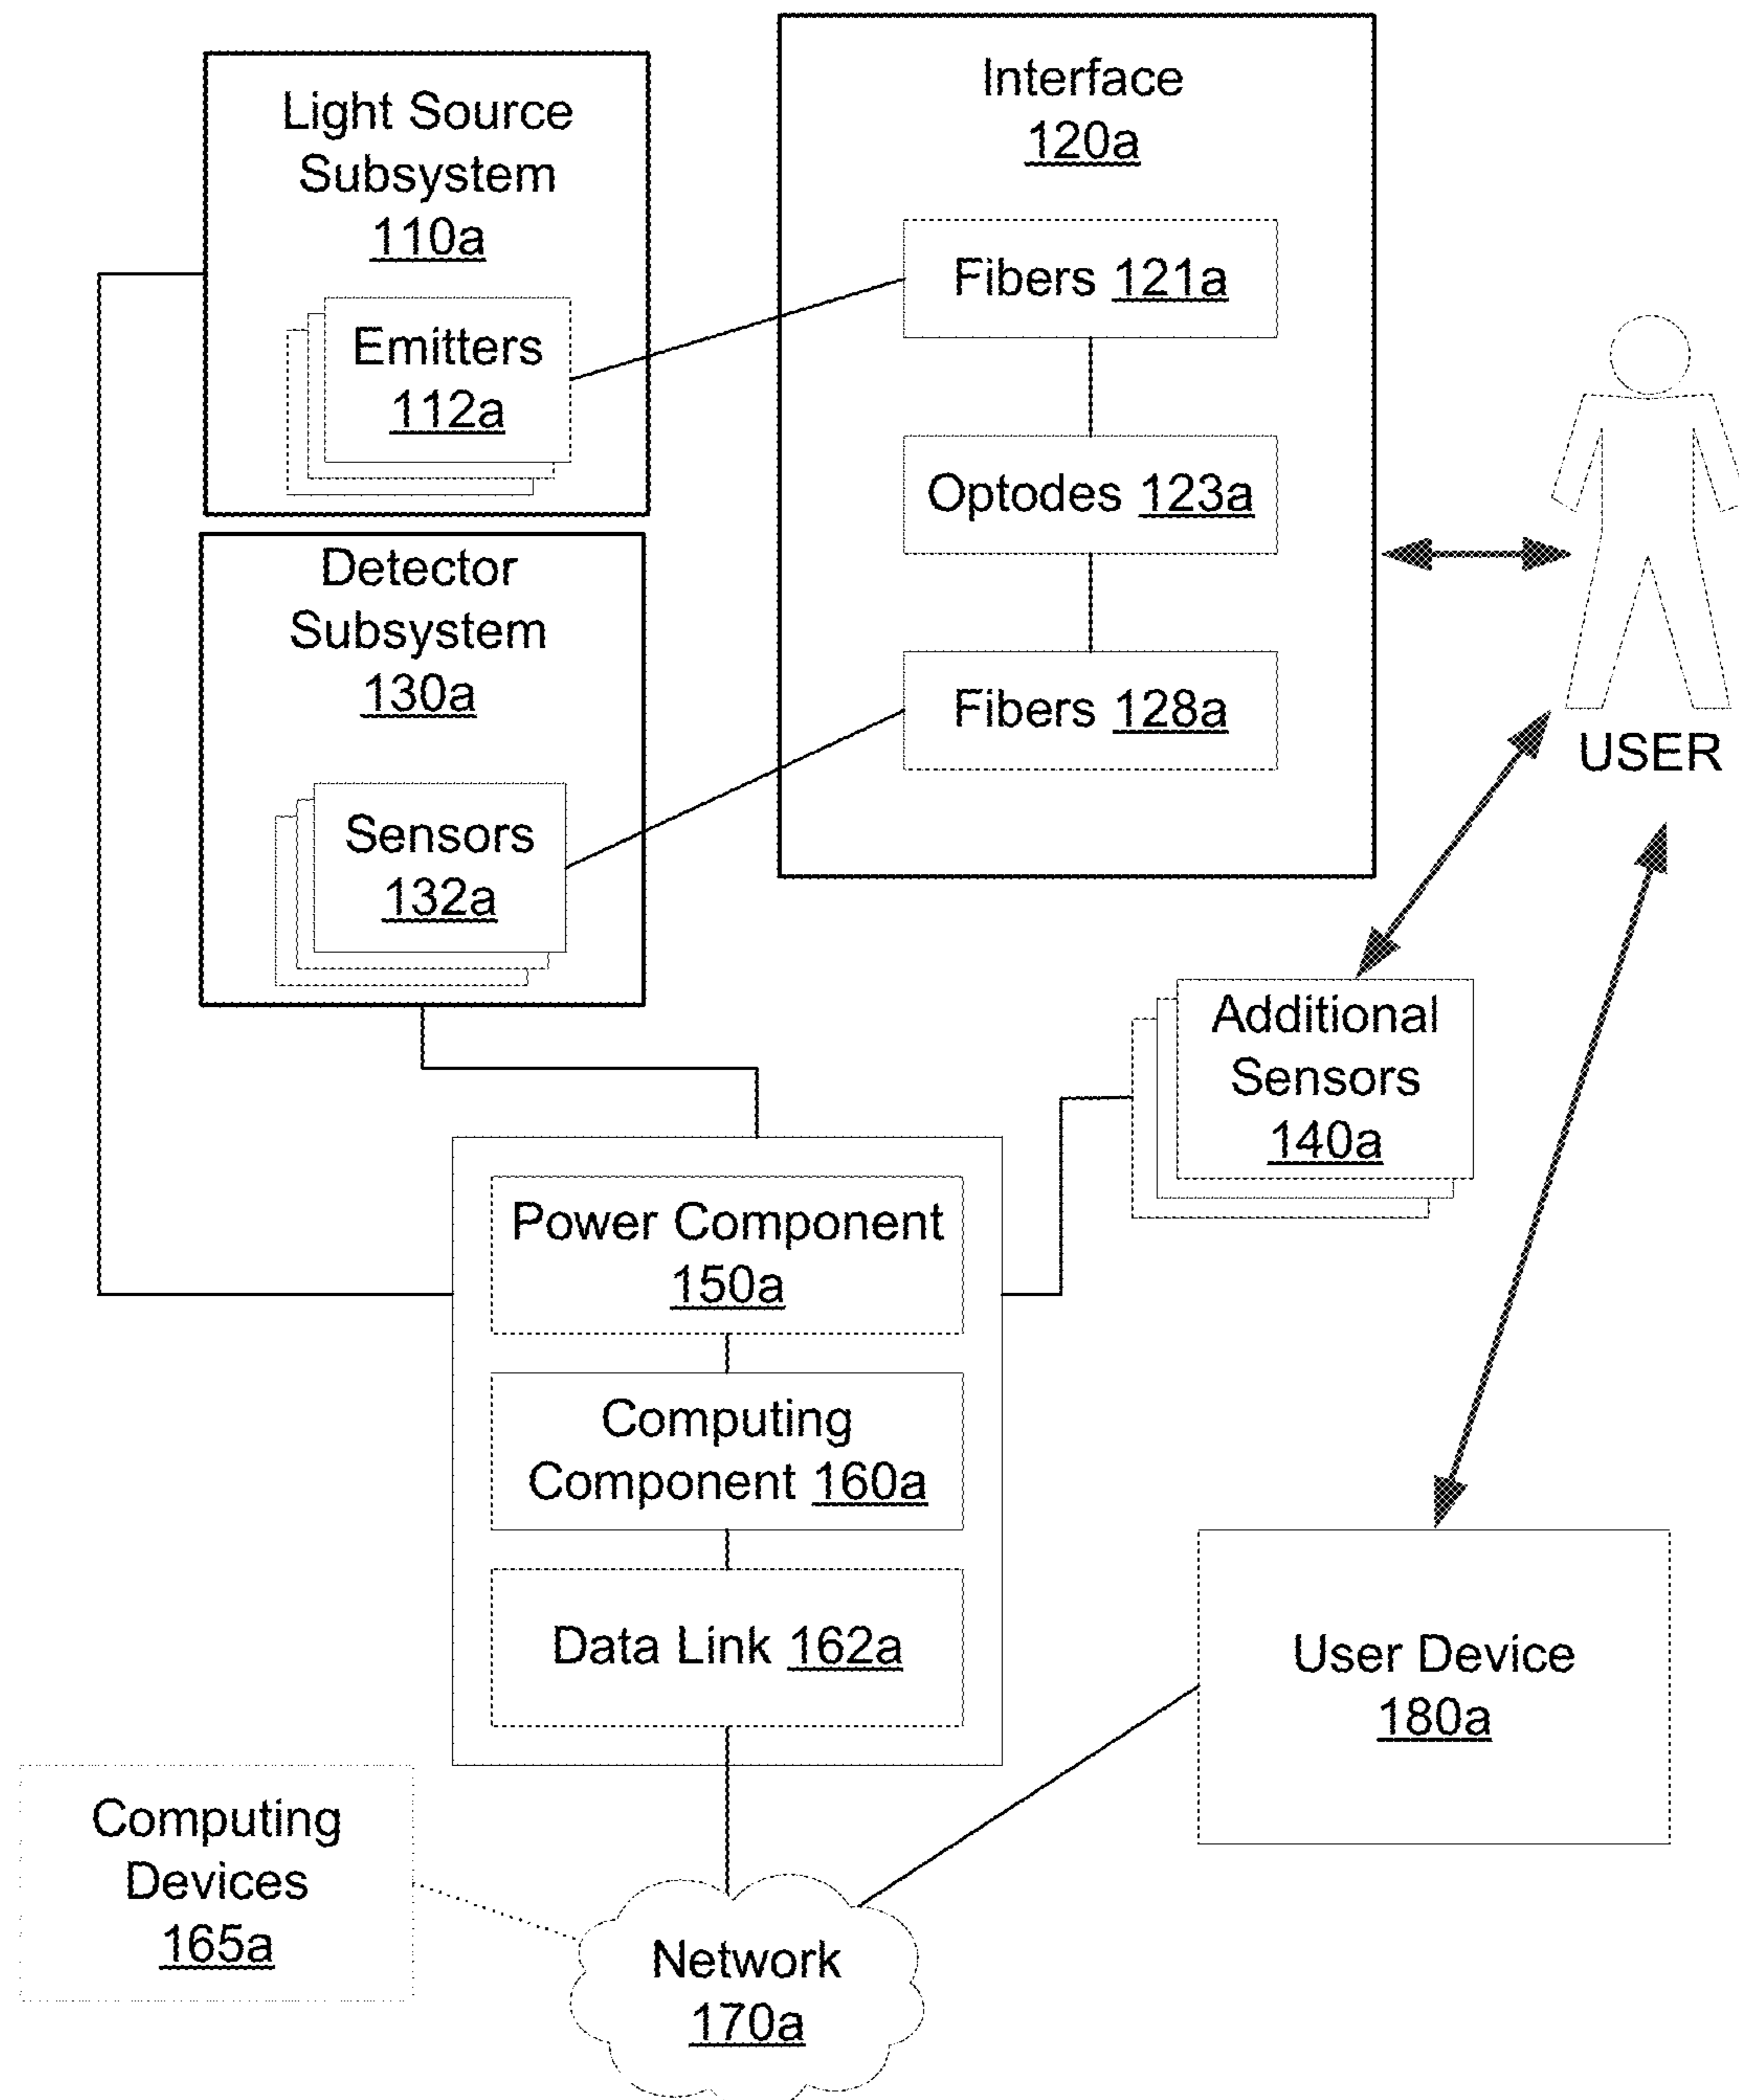 Light Source
Subsystem
110a
Emitters
112a
Interface
120a
Fibers 121a
Optodes 123a
Fibers 128a
USER
Detector
Subsystem
130a
Sensors
132a
Additional
Sensors
140a
Power Component
150a
Computing
Component 160a
Data Link 162a
User Device
180a
Computing
Devices
165a
Network
170a